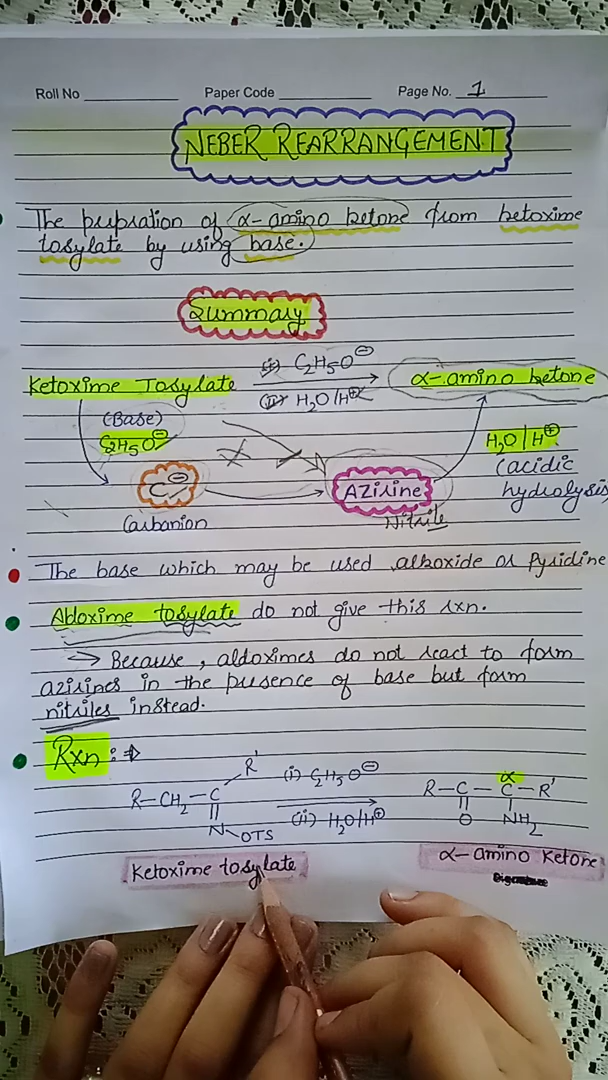 Roll No Paper Code Page No. 1
NEBER REARRANGEMENT
The prepration of α-amino ketone from ketoxime
tosylate by using base.
Summary
(i) C2H5O⊖
Ketoxime Tosylate α-amino ketone
(ii) H2O/H⊕
(Base)
C2H5O⊖ H2O/H⊕
C⊖ AZirine (acidic
hydrolysis)
Carbanion Nitrile
The base which may be used alkoxide or Pyridine
Aldoxime tosylate do not give this rxn.
→ Because, aldoximes do not react to form
azirines in the presence of base but form
nitriles instead.
Rxn :⇒
R' (i) C2H5O⊖ α
R-CH2-C R-C-C-R'
N-OTS (ii) H2O/H⊕ O NH2
Ketoxime tosylate α-amino Ketone